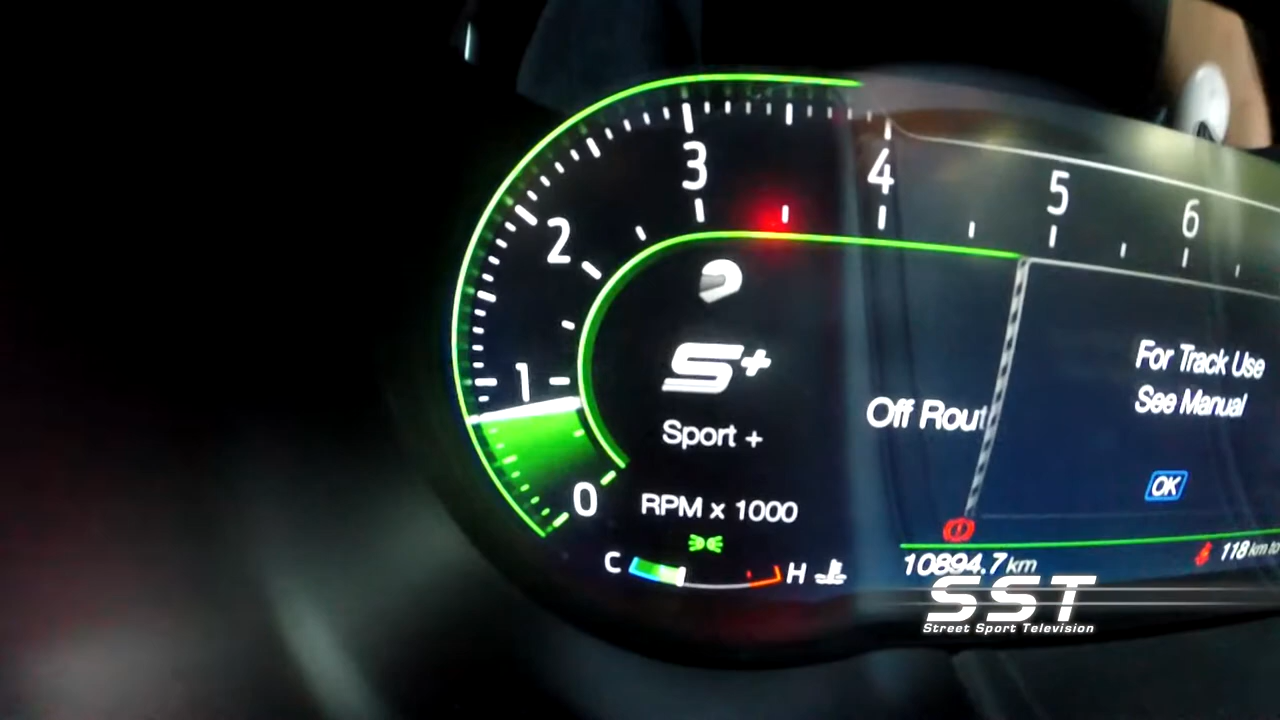 3
4
5
6
2
1
0
S+
Sport +
RPM x 1000
C
H
Off Rout
For Track Use
See Manual
OK
10894.7 km
118 km to
SST
Street Sport Television